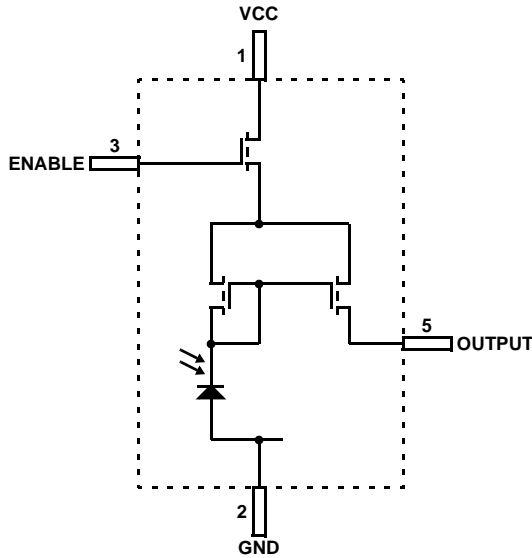 VCC
1
3
ENABLE
5
OUTPUT
2
GND